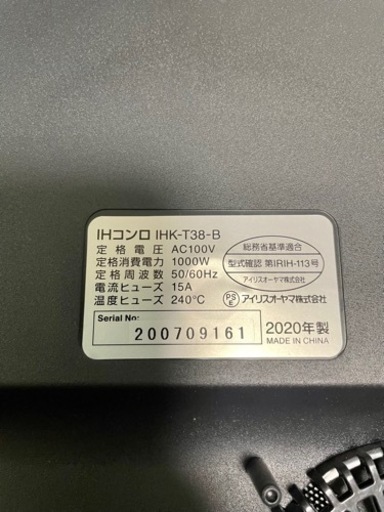 IHコンロ IHK-T38-B
定格電圧 AC100V
定格消費電力 1000W
定格周波数 50/60Hz
電流ヒューズ 15A
温度ヒューズ 240℃
総務省基準適合
型式確認 第IRIH-113号
アイリスオーヤマ株式会社
PSE アイリスオーヤマ株式会社
Serial No:
200709161
2020年製
MADE IN CHINA